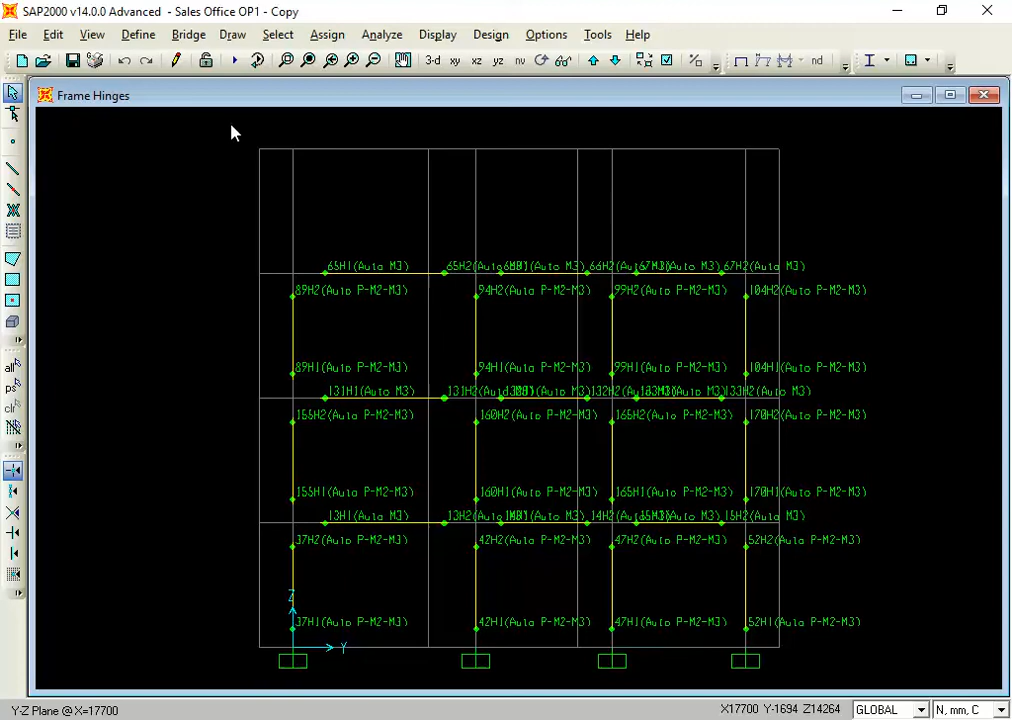 SAP2000 v14.0.0 Advanced - Sales Office OP1 - Copy
File Edit View Define Bridge Draw Select Assign Analyze Display Design Options Tools Help
3-d xy xz yz nv nd
Frame Hinges
all
ps
clr
65H1(Auto M3) 67H2(Auto M3)
89H2(Auto P-M2-M3) 94H2(Auto P-M2-M3) 99H2(Auto P-M2-M3) 104H2(Auto P-M2-M3)
89H1(Auto P-M2-M3) 94H1(Auto P-M2-M3) 99H1(Auto P-M2-M3) 104H1(Auto P-M2-M3)
131H1(Auto M3) 133H2(Auto M3)
155H2(Auto P-M2-M3) 160H2(Auto P-M2-M3) 165H2(Auto P-M2-M3) 170H2(Auto P-M2-M3)
155H1(Auto P-M2-M3) 160H1(Auto P-M2-M3) 165H1(Auto P-M2-M3) 170H1(Auto P-M2-M3)
13H1(Auto M3) 15H2(Auto M3)
37H2(Auto P-M2-M3) 42H2(Auto P-M2-M3) 47H2(Auto P-M2-M3) 52H2(Auto P-M2-M3)
Z
37H1(Auto P-M2-M3) 42H1(Auto P-M2-M3) 47H1(Auto P-M2-M3) 52H1(Auto P-M2-M3)
Y
Y-Z Plane @ X=17700 X17700 Y-1694 Z14264 GLOBAL N, mm, C